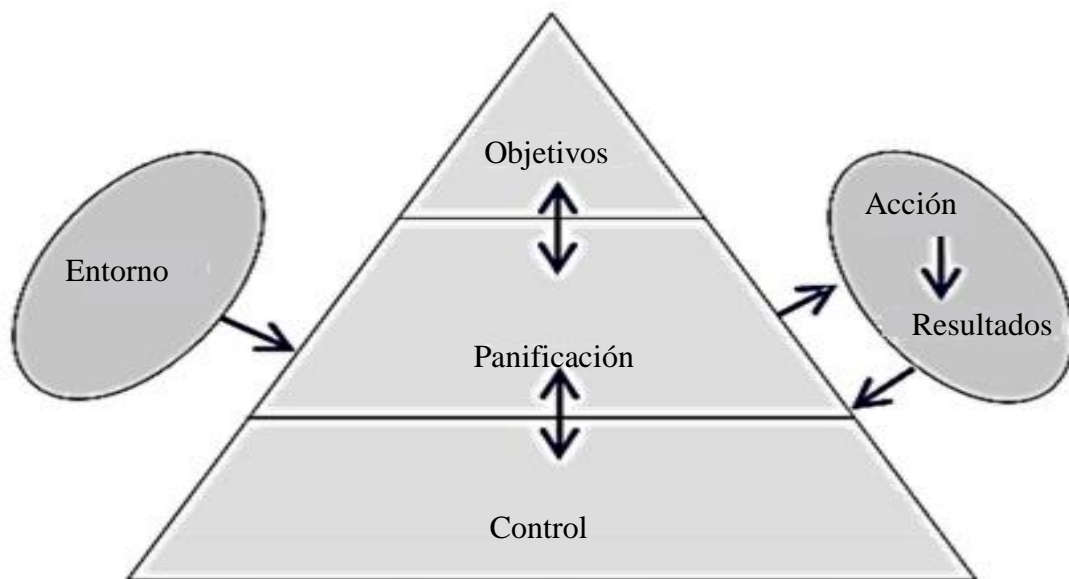 Objetivos
Entorno
Panificación
Control
Acción
Resultados